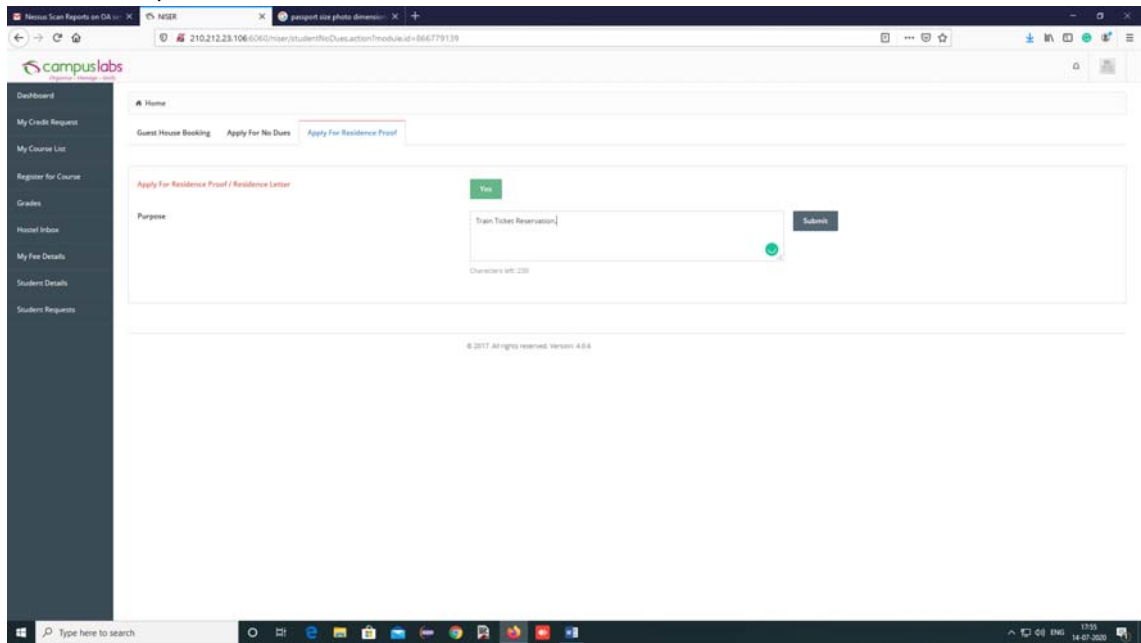 Nessus Scan Reports on OA ser
NISER
passport size photo dimension
210.212.23.106:6060/niser/studentNoDues.action?module.id=866779139
campuslabs
Dashboard
Home
My Credit Request
Guest House Booking Apply For No Dues Apply For Residence Proof
My Course List
Register for Course
Apply For Residence Proof / Residence Letter Yes
Grades
Purpose Train Ticket Reservation. Submit
Hostel Inbox
My Fee Details
Characters left: 230
Student Details
Student Requests
© 2017. All rights reserved. Version: 4.0.6
Type here to search
ENG
17:55
14-07-2020